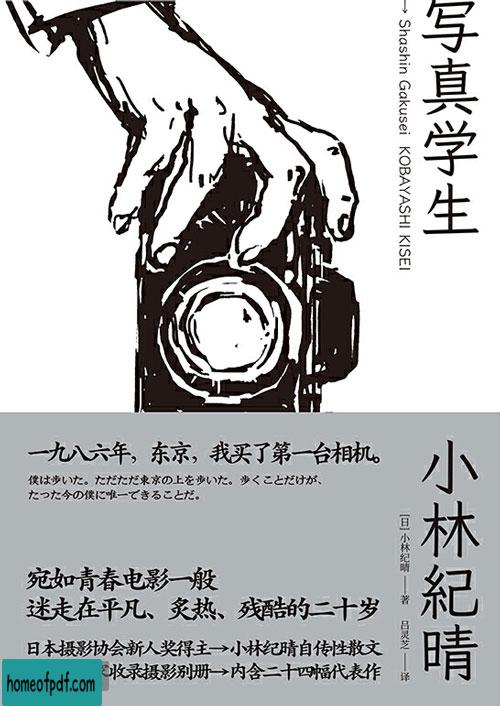 写真学生
→ Shashin Gakusei KOBAYASHI KISEI
一九八六年，东京，我买了第一台相机。
僕は歩いた。ただただ東京の上を歩いた。歩くことだけが、
たった今の僕に唯一できることだ。
小林紀晴
[日]小林纪晴——著 吕灵芝——译
宛如青春电影一般
迷走在平凡、炙热、残酷的二十岁
日本摄影协会新人奖得主→小林纪晴自传性散文
收录摄影别册→内含二十四幅代表作
homeofpdf.com